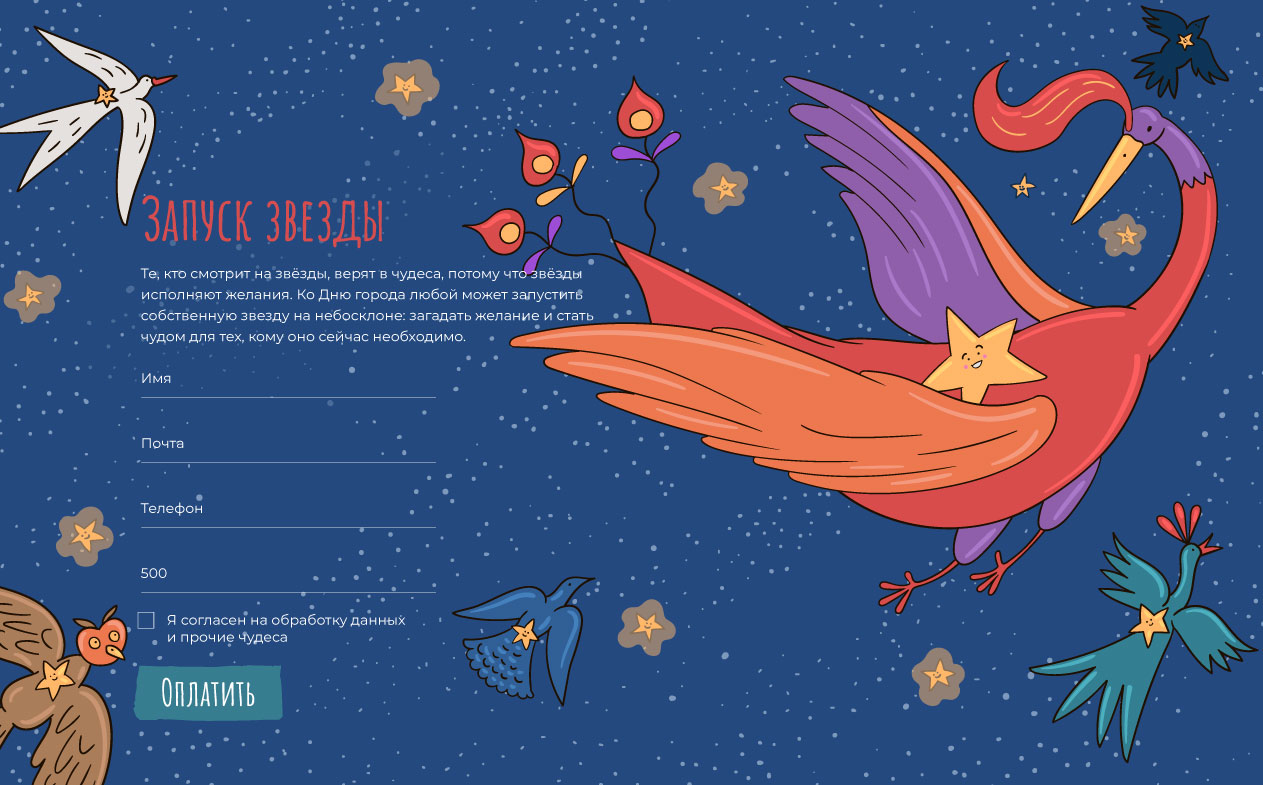 Запуск звезды
Те, кто смотрит на звёзды, верят в чудеса, потому что звёзды
исполняют желания. Ко Дню города любой может запустить
собственную звезду на небосклоне: загадать желание и стать
чудом для тех, кому оно сейчас необходимо.
Имя
Почта
Телефон
500
Я согласен на обработку данных
и прочие чудеса
Оплатить